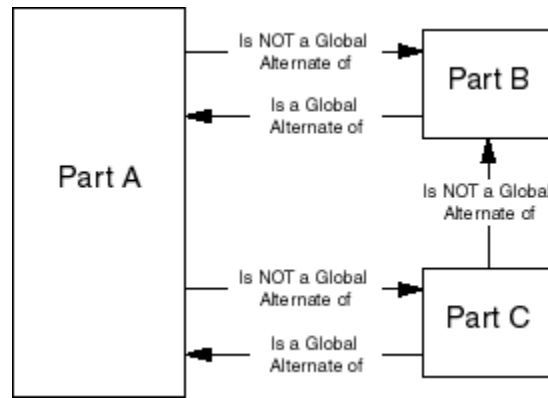 Is NOT a Global
Alternate of
Part B
Is a Global
Alternate of
Part A
Is NOT a Global
Alternate of
Is NOT a Global
Alternate of
Part C
Is a Global
Alternate of